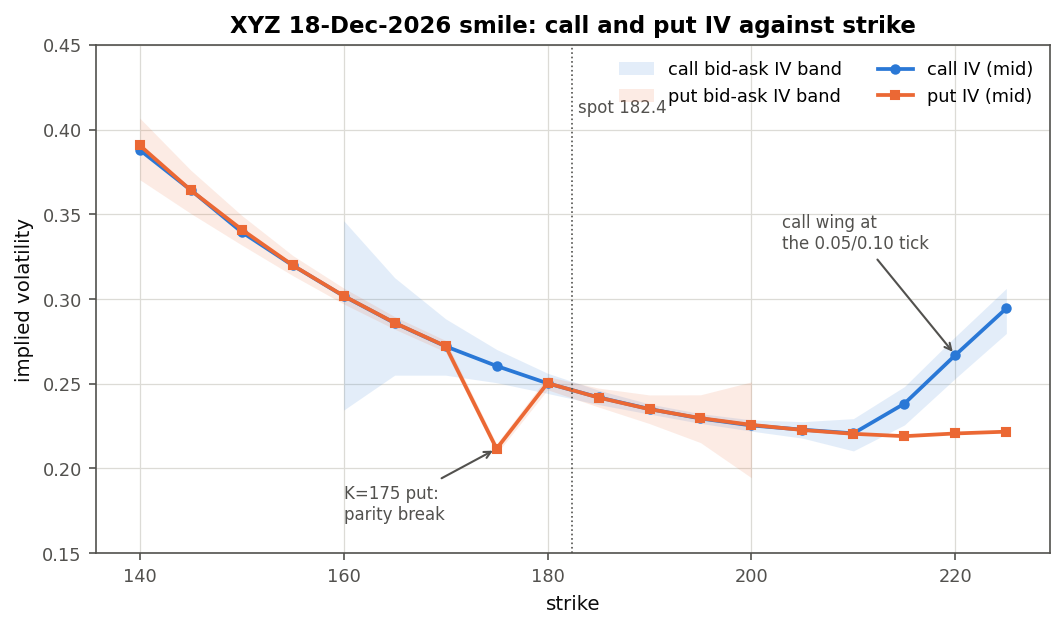 XYZ 18-Dec-2026 smile: call and put IV against strike
call bid-ask IV band
put bid-ask IV band
call IV (mid)
put IV (mid)
spot 182.4
call wing at
the 0.05/0.10 tick
K=175 put:
parity break
implied volatility
0.45
0.40
0.35
0.30
0.25
0.20
0.15
140
160
180
200
220
strike